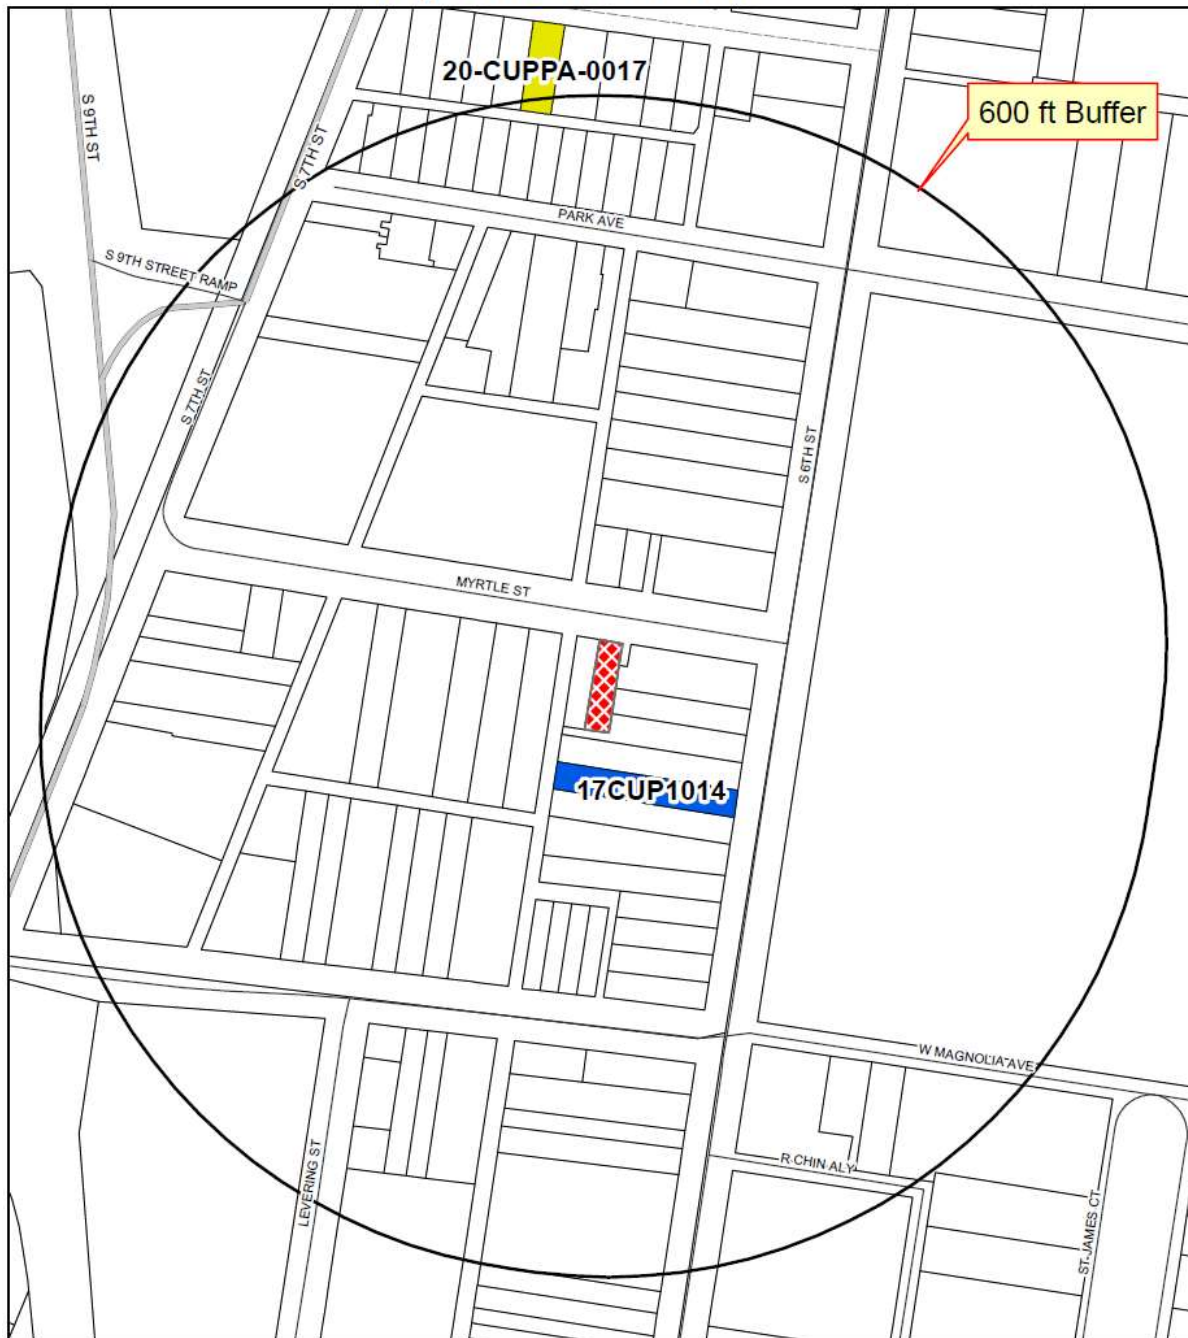 20-CUPPA-0017
600 ft Buffer
S 9TH ST
S 7TH ST
PARK AVE
S 9TH STREET RAMP
S 7TH ST
S 6TH ST
MYRTLE ST
17CUP1014
W MAGNOLIA AVE
R CHIN ALY
LEVERING ST
ST JAMES CT